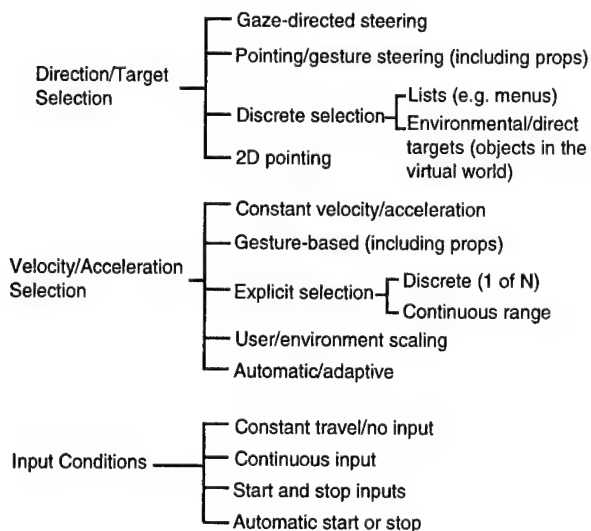 Direction/Target
Selection
Gaze-directed steering
Pointing/gesture steering (including props)
Discrete selection
Lists (e.g. menus)
Environmental/direct
targets (objects in the
virtual world)
2D pointing
Velocity/Acceleration
Selection
Constant velocity/acceleration
Gesture-based (including props)
Explicit selection
Discrete (1 of N)
Continuous range
User/environment scaling
Automatic/adaptive
Input Conditions
Constant travel/no input
Continuous input
Start and stop inputs
Automatic start or stop